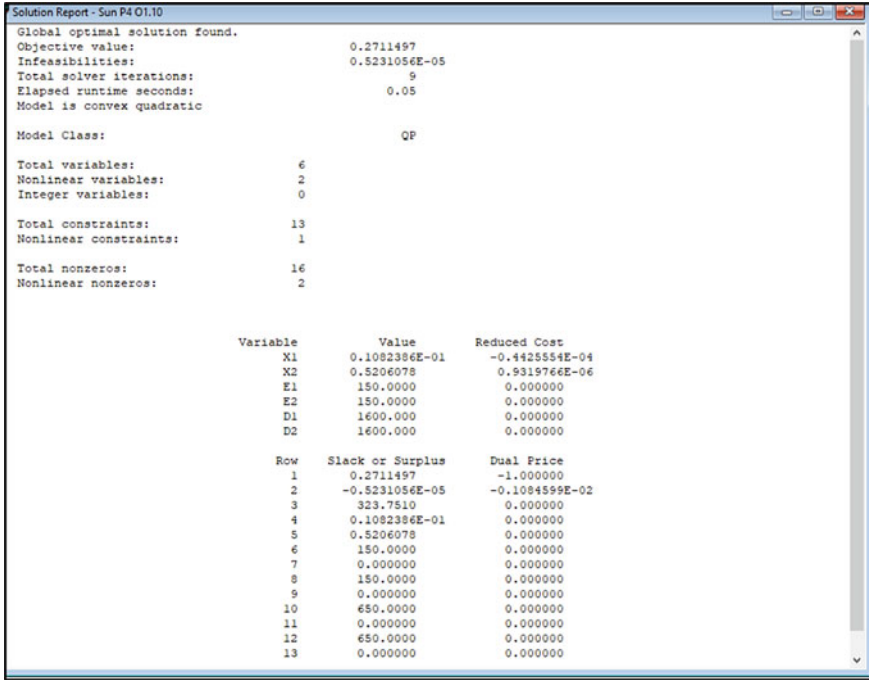 Solution Report - Sun P4 O1.10
Global optimal solution found.
Objective value: 0.2711497
Infeasibilities: 0.5231056E-05
Total solver iterations: 9
Elapsed runtime seconds: 0.05
Model is convex quadratic
Model Class: QP
Total variables: 6
Nonlinear variables: 2
Integer variables: 0
Total constraints: 13
Nonlinear constraints: 1
Total nonzeros: 16
Nonlinear nonzeros: 2
Variable Value Reduced Cost
X1 0.1082386E-01 -0.4425554E-04
X2 0.5206078 0.9319766E-06
E1 150.0000 0.000000
E2 150.0000 0.000000
D1 1600.000 0.000000
D2 1600.000 0.000000
Row Slack or Surplus Dual Price
1 0.2711497 -1.000000
2 -0.5231056E-05 -0.1084599E-02
3 323.7510 0.000000
4 0.1082386E-01 0.000000
5 0.5206078 0.000000
6 150.0000 0.000000
7 0.000000 0.000000
8 150.0000 0.000000
9 0.000000 0.000000
10 650.0000 0.000000
11 0.000000 0.000000
12 650.0000 0.000000
13 0.000000 0.000000